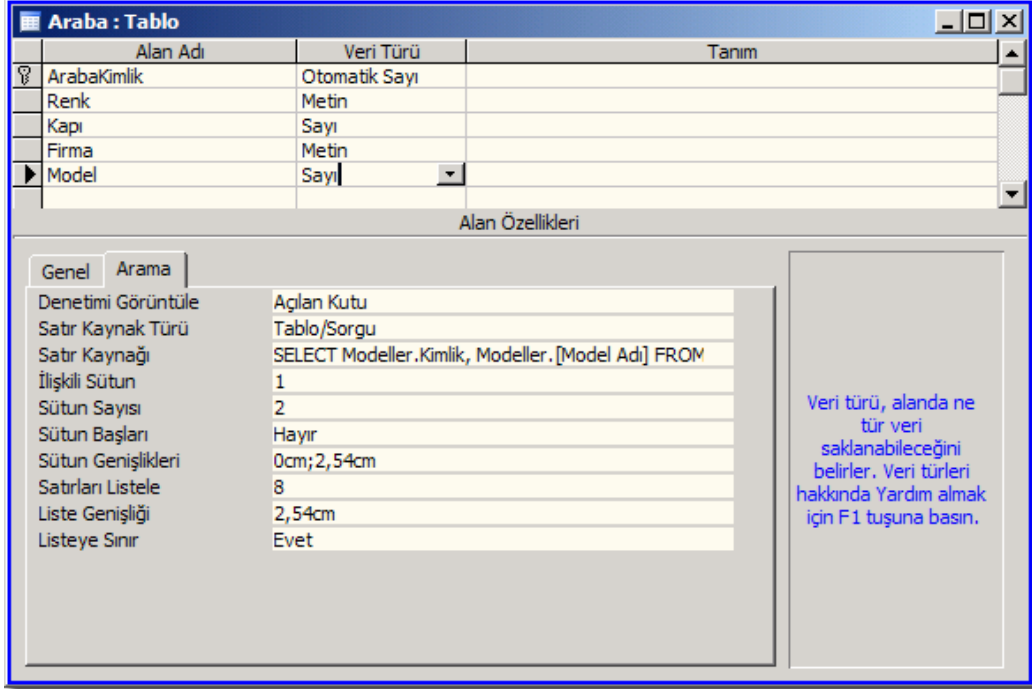 Araba : Tablo
Alan Adı Veri Türü Tanım
ArabaKimlik Otomatik Sayı
Renk Metin
Kapı Sayı
Firma Metin
Model Sayı
Alan Özellikleri
Genel Arama
Denetimi Görüntüle Açılan Kutu
Satır Kaynak Türü Tablo/Sorgu
Satır Kaynağı SELECT Modeller.Kimlik, Modeller.[Model Adı] FROM
İlişkili Sütun 1
Sütun Sayısı 2
Sütun Başları Hayır
Sütun Genişlikleri 0cm;2,54cm
Satırları Listele 8
Liste Genişliği 2,54cm
Listeye Sınır Evet
Veri türü, alanda ne
tür veri
saklanabileceğini
belirler. Veri türleri
hakkında Yardım almak
için F1 tuşuna basın.